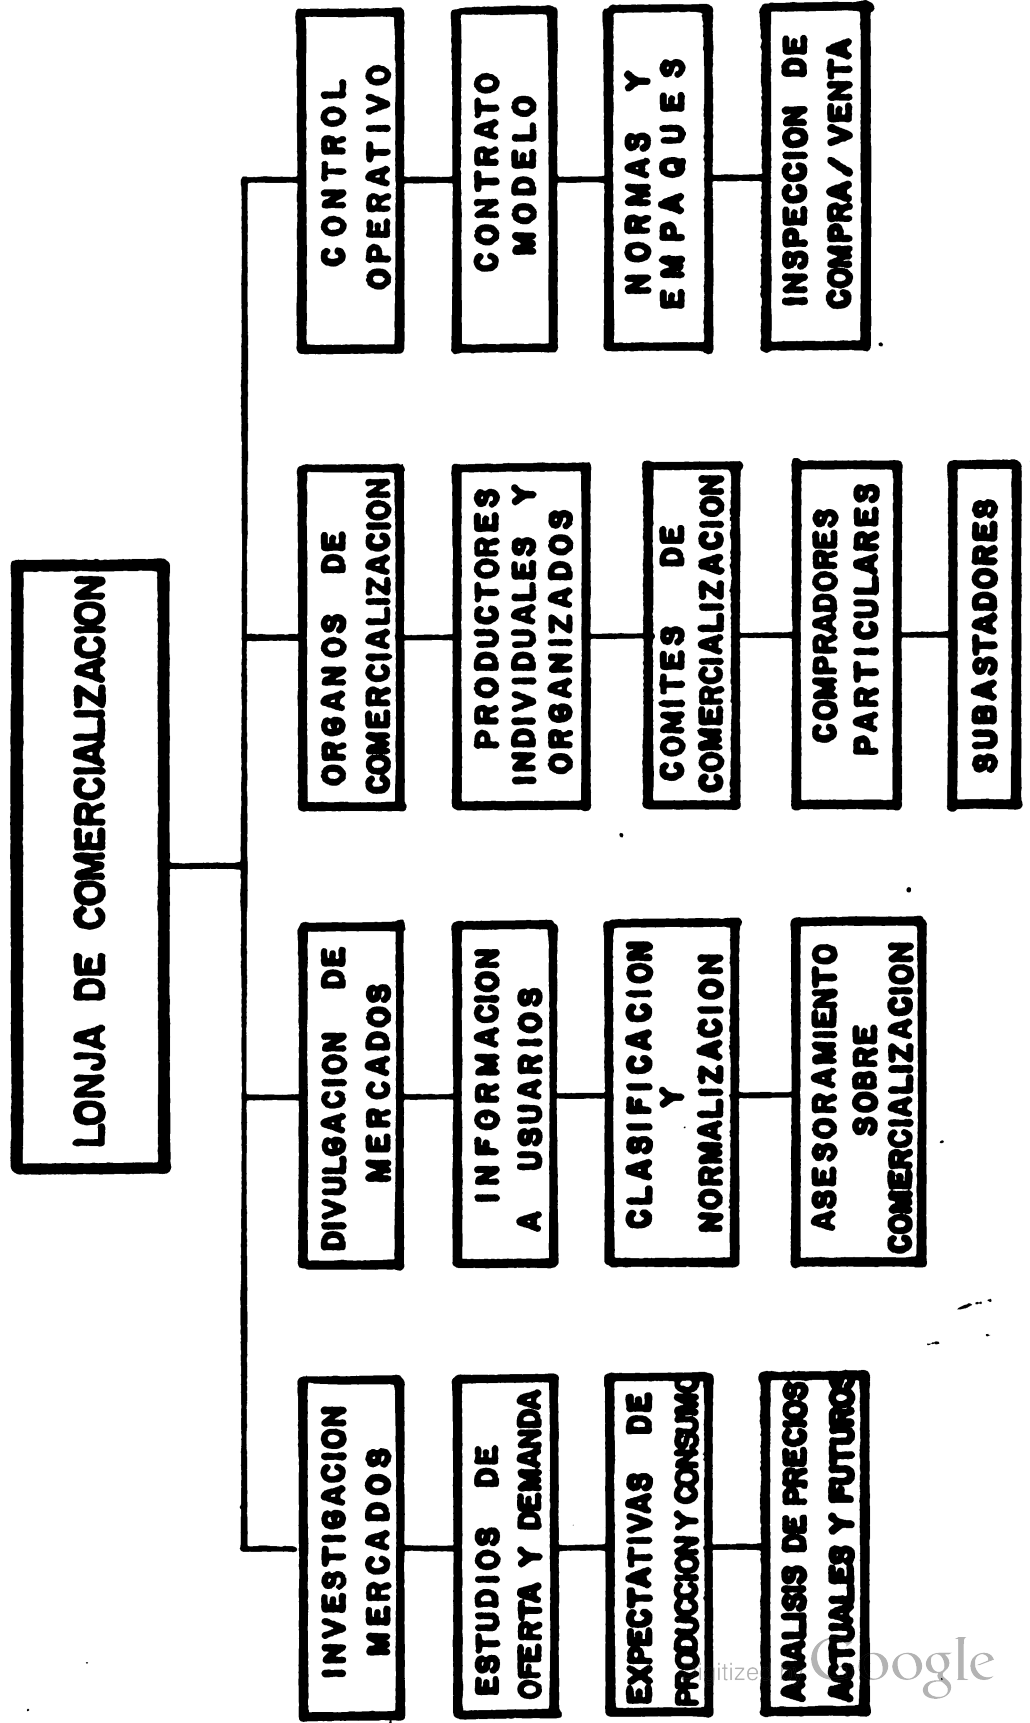 LONJA DE COMERCIALIZACION
INVESTIGACION
MERCADOS
ESTUDIOS DE
OFERTA Y DEMANDA
EXPECTATIVAS DE
PRODUCCION Y CONSUMO
ANALISIS DE PRECIOS
ACTUALES Y FUTUROS
DIVULGACION DE
MERCADOS
INFORMACION
A USUARIOS
CLASIFICACION
Y
NORMALIZACION
ASESORAMIENTO
SOBRE
COMERCIALIZACION
ORGANOS DE
COMERCIALIZACION
PRODUCTORES
INDIVIDUALES Y
ORGANIZADOS
COMITES DE
COMERCIALIZACION
COMPRADORES
PARTICULARES
SUBASTADORES
CONTROL
OPERATIVO
CONTRATO
MODELO
NORMAS Y
EMPAQUES
INSPECCION DE
COMPRA/VENTA
Google